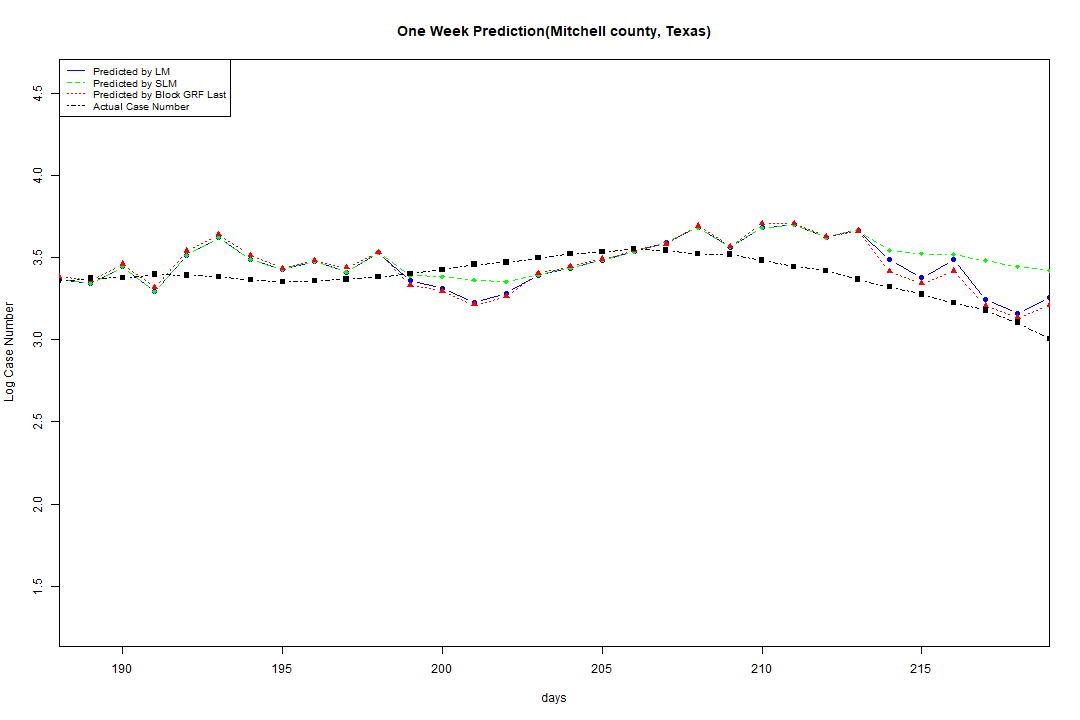 One Week Prediction(Mitchell county, Texas)
Predicted by LM
Predicted by SLM
Predicted by Block GRF Last
Actual Case Number
4.5
4.0
3.5
3.0
2.5
2.0
1.5
Log Case Number
190 195 200 205 210 215
days